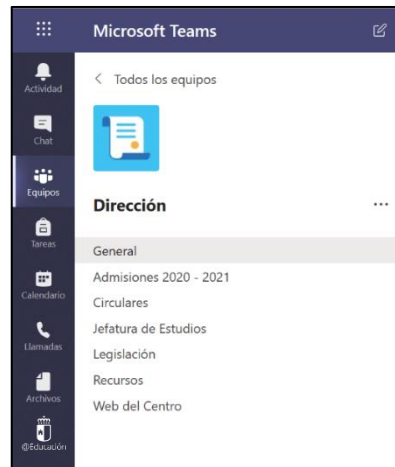 Microsoft Teams
Actividad
Chat
Equipos
Tareas
Calendario
Llamadas
Archivos
@Educación
Todos los equipos
Dirección
General
Admisiones 2020 - 2021
Circulares
Jefatura de Estudios
Legislación
Recursos
Web del Centro